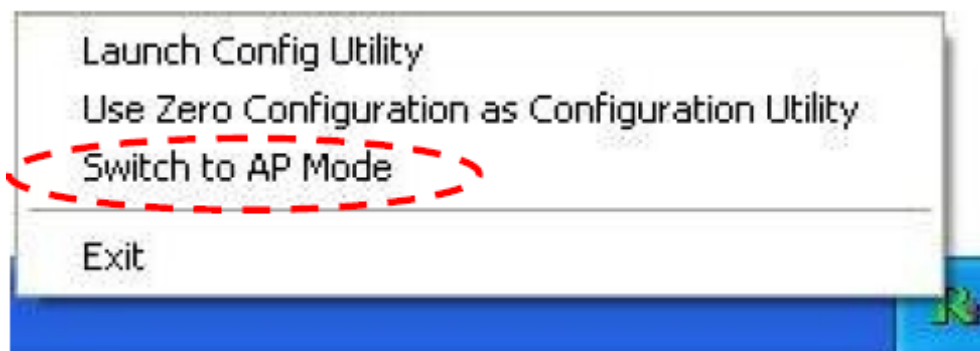 Launch Config Utility
Use Zero Configuration as Configuration Utility
Switch to AP Mode
Exit